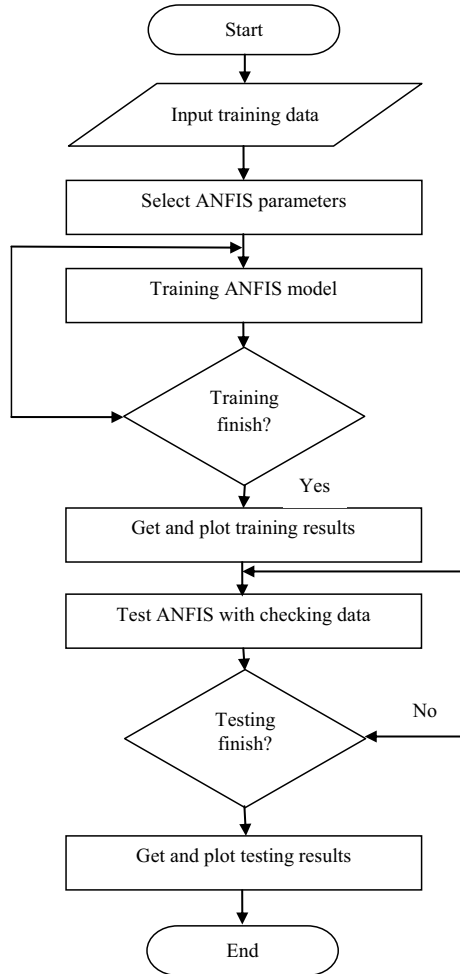 Start
Input training data
Select ANFIS parameters
Training ANFIS model
Training
finish?
Yes
Get and plot training results
Test ANFIS with checking data
Testing
finish?
No
Get and plot testing results
End